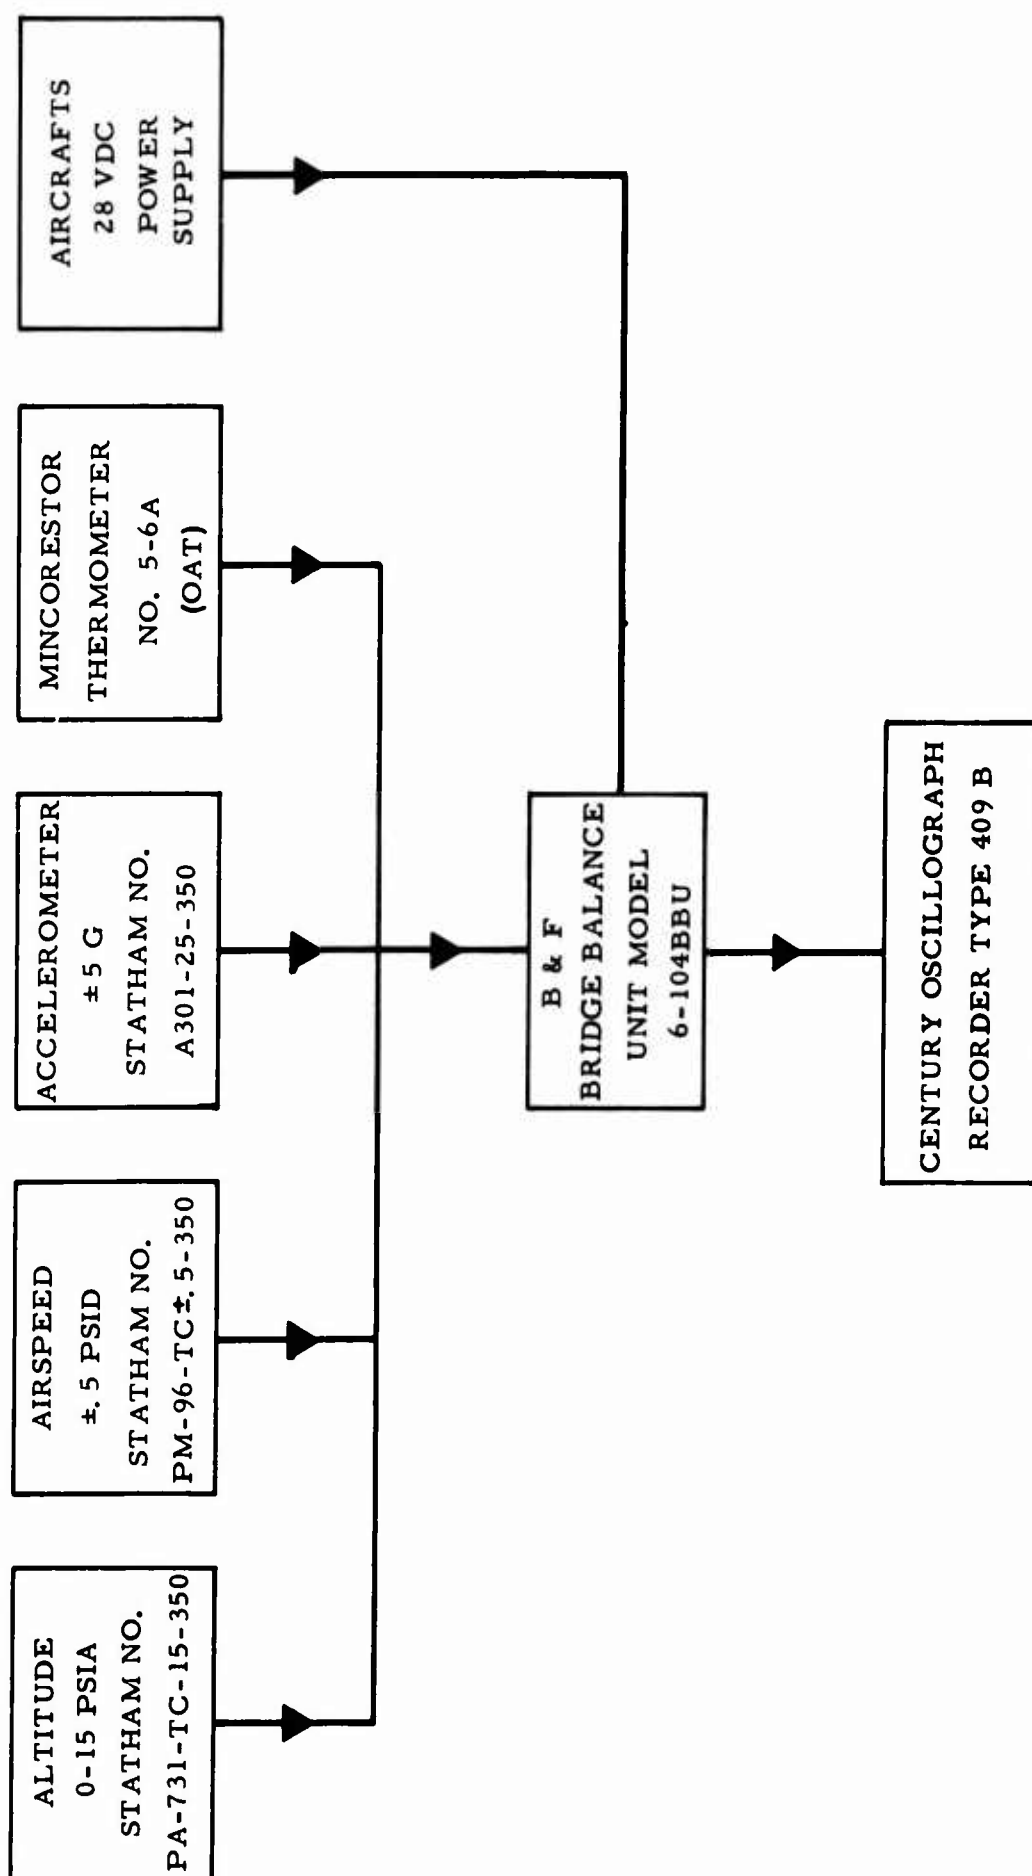 ALTITUDE
0-15 PSIA
STATHAM NO.
PA-731-TC-15-350
AIRSPEED
±.5 PSID
STATHAM NO.
PM-96-TC±.5-350
ACCELEROMETER
±5 G
STATHAM NO.
A301-25-350
MINCORESTOR
THERMOMETER
NO. 5-6A
(OAT)
AIRCRAFTS
28 VDC
POWER
SUPPLY
B & F
BRIDGE BALANCE
UNIT MODEL
6-104BBU
CENTURY OSCILLOGRAPH
RECORDER TYPE 409 B